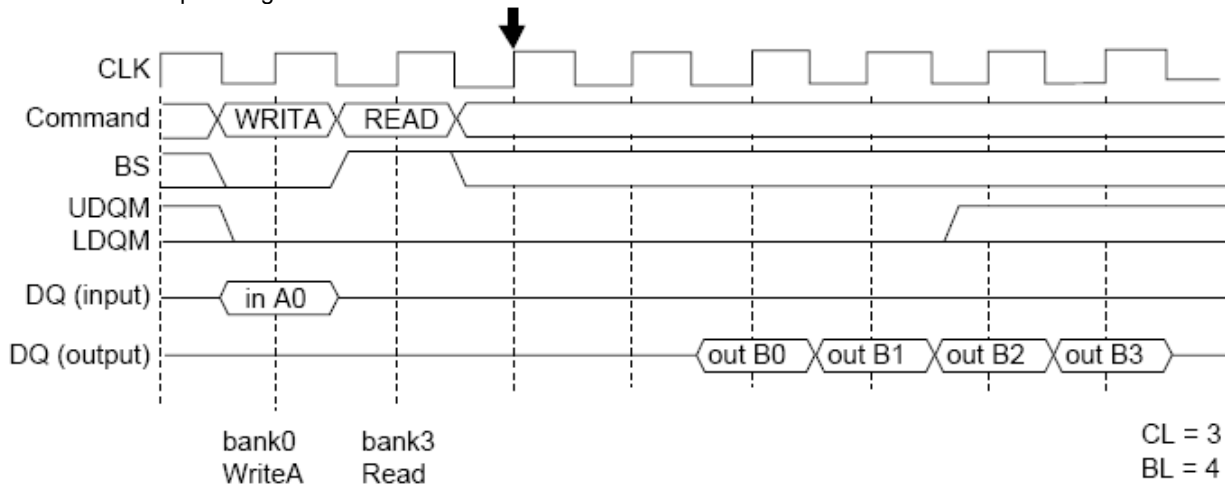 CLK
Command WRITA READ
BS
UDQM
LDQM
DQ (input) in A0
DQ (output) out B0 out B1 out B2 out B3
bank0 bank3 CL = 3
WriteA Read BL = 4